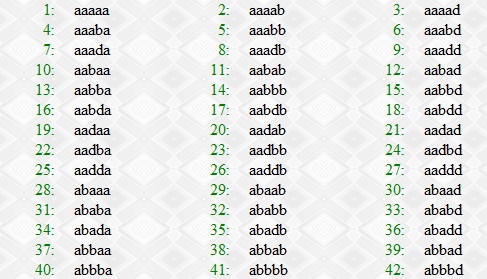 1: aaaaa 2: aaaab 3: aaaad
4: aaaba 5: aaabb 6: aaabd
7: aaada 8: aaadb 9: aaadd
10: aabaa 11: aabab 12: aabad
13: aabba 14: aabbb 15: aabbd
16: aabda 17: aabdb 18: aabdd
19: aadaa 20: aadab 21: aadad
22: aadba 23: aadbb 24: aadbd
25: aadda 26: aaddb 27: aaddd
28: abaaa 29: abaab 30: abaad
31: ababa 32: ababb 33: ababd
34: abada 35: abadb 36: abadd
37: abbaa 38: abbab 39: abbad
40: abbba 41: abbbb 42: abbbd